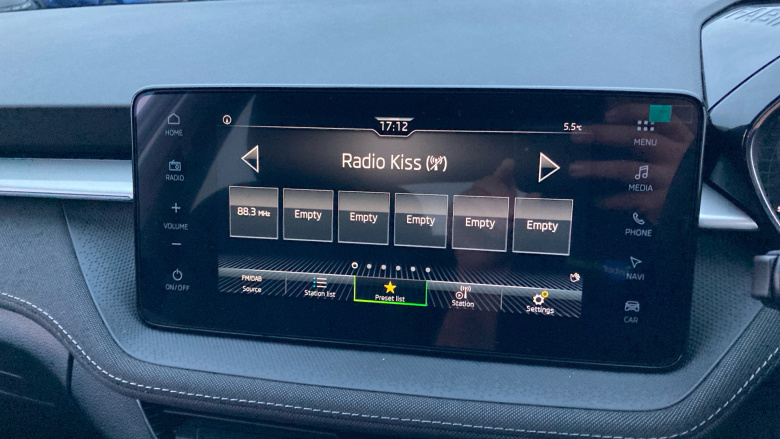 17:12
5.5°C
HOME
RADIO
VOLUME
ON/OFF
Radio Kiss
88.3 MHz
Empty
Empty
Empty
Empty
Empty
FM/DAB
Source
Station list
Preset list
Station
Settings
MENU
MEDIA
PHONE
NAVI
CAR